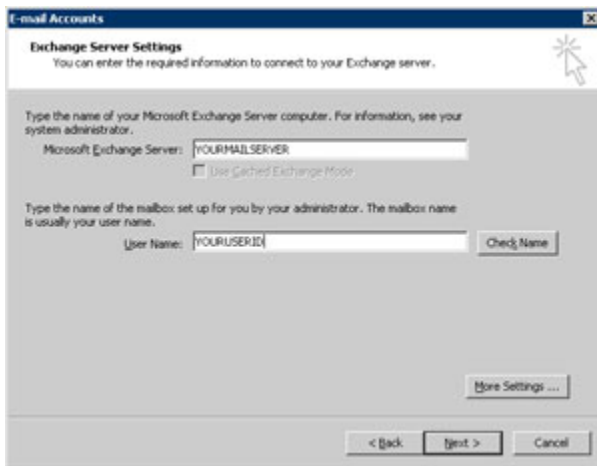 E-mail Accounts
Exchange Server Settings
You can enter the required information to connect to your Exchange server.
Type the name of your Microsoft Exchange Server computer. For information, see your
system administrator.
Microsoft Exchange Server: YOURMAILSERVER
Use Cached Exchange Mode
Type the name of the mailbox set up for you by your administrator. The mailbox name
is usually your user name.
User Name: YOURUSERID Check Name
More Settings ...
< Back Next > Cancel